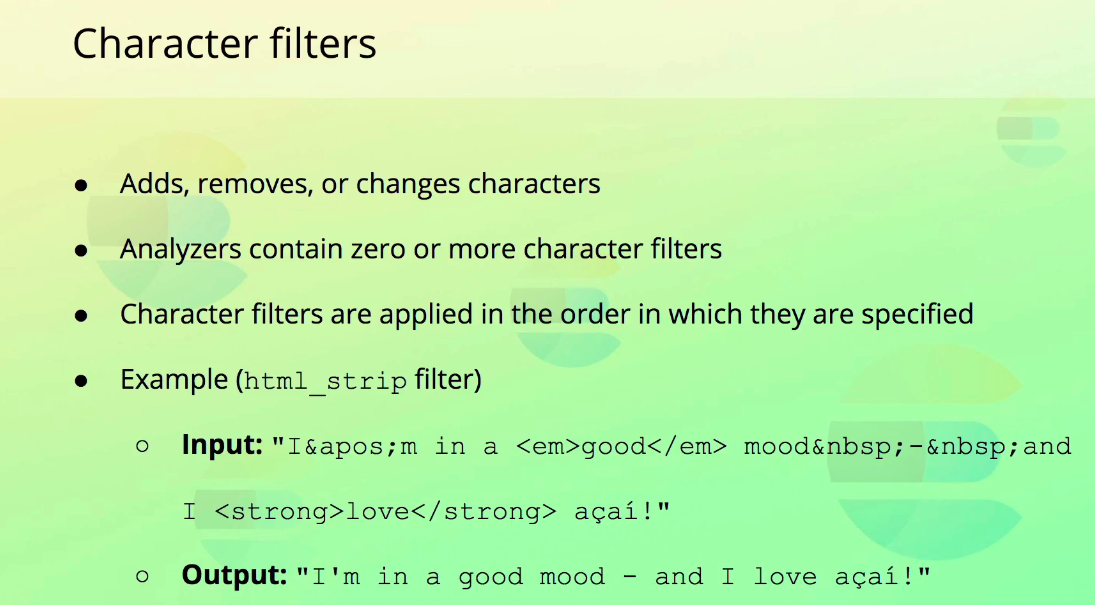 Character filters
● Adds, removes, or changes characters
● Analyzers contain zero or more character filters
● Character filters are applied in the order in which they are specified
● Example (html_strip filter)
○ Input: "I&apos;m in a <em>good</em> mood&nbsp;-&nbsp;and
I <strong>love</strong> açaí!"
○ Output: "I'm in a good mood - and I love açaí!"